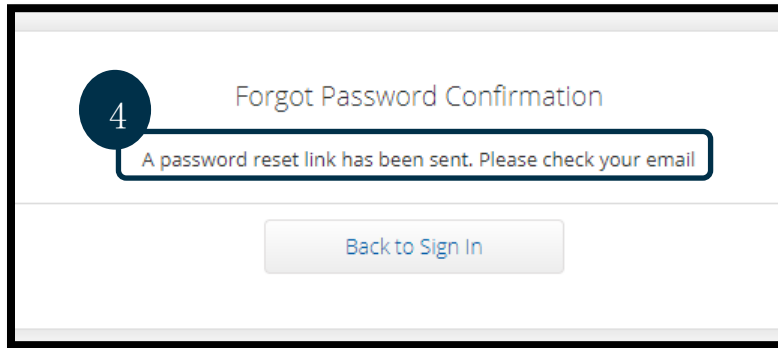 Forgot Password Confirmation
4
A password reset link has been sent. Please check your email
Back to Sign In